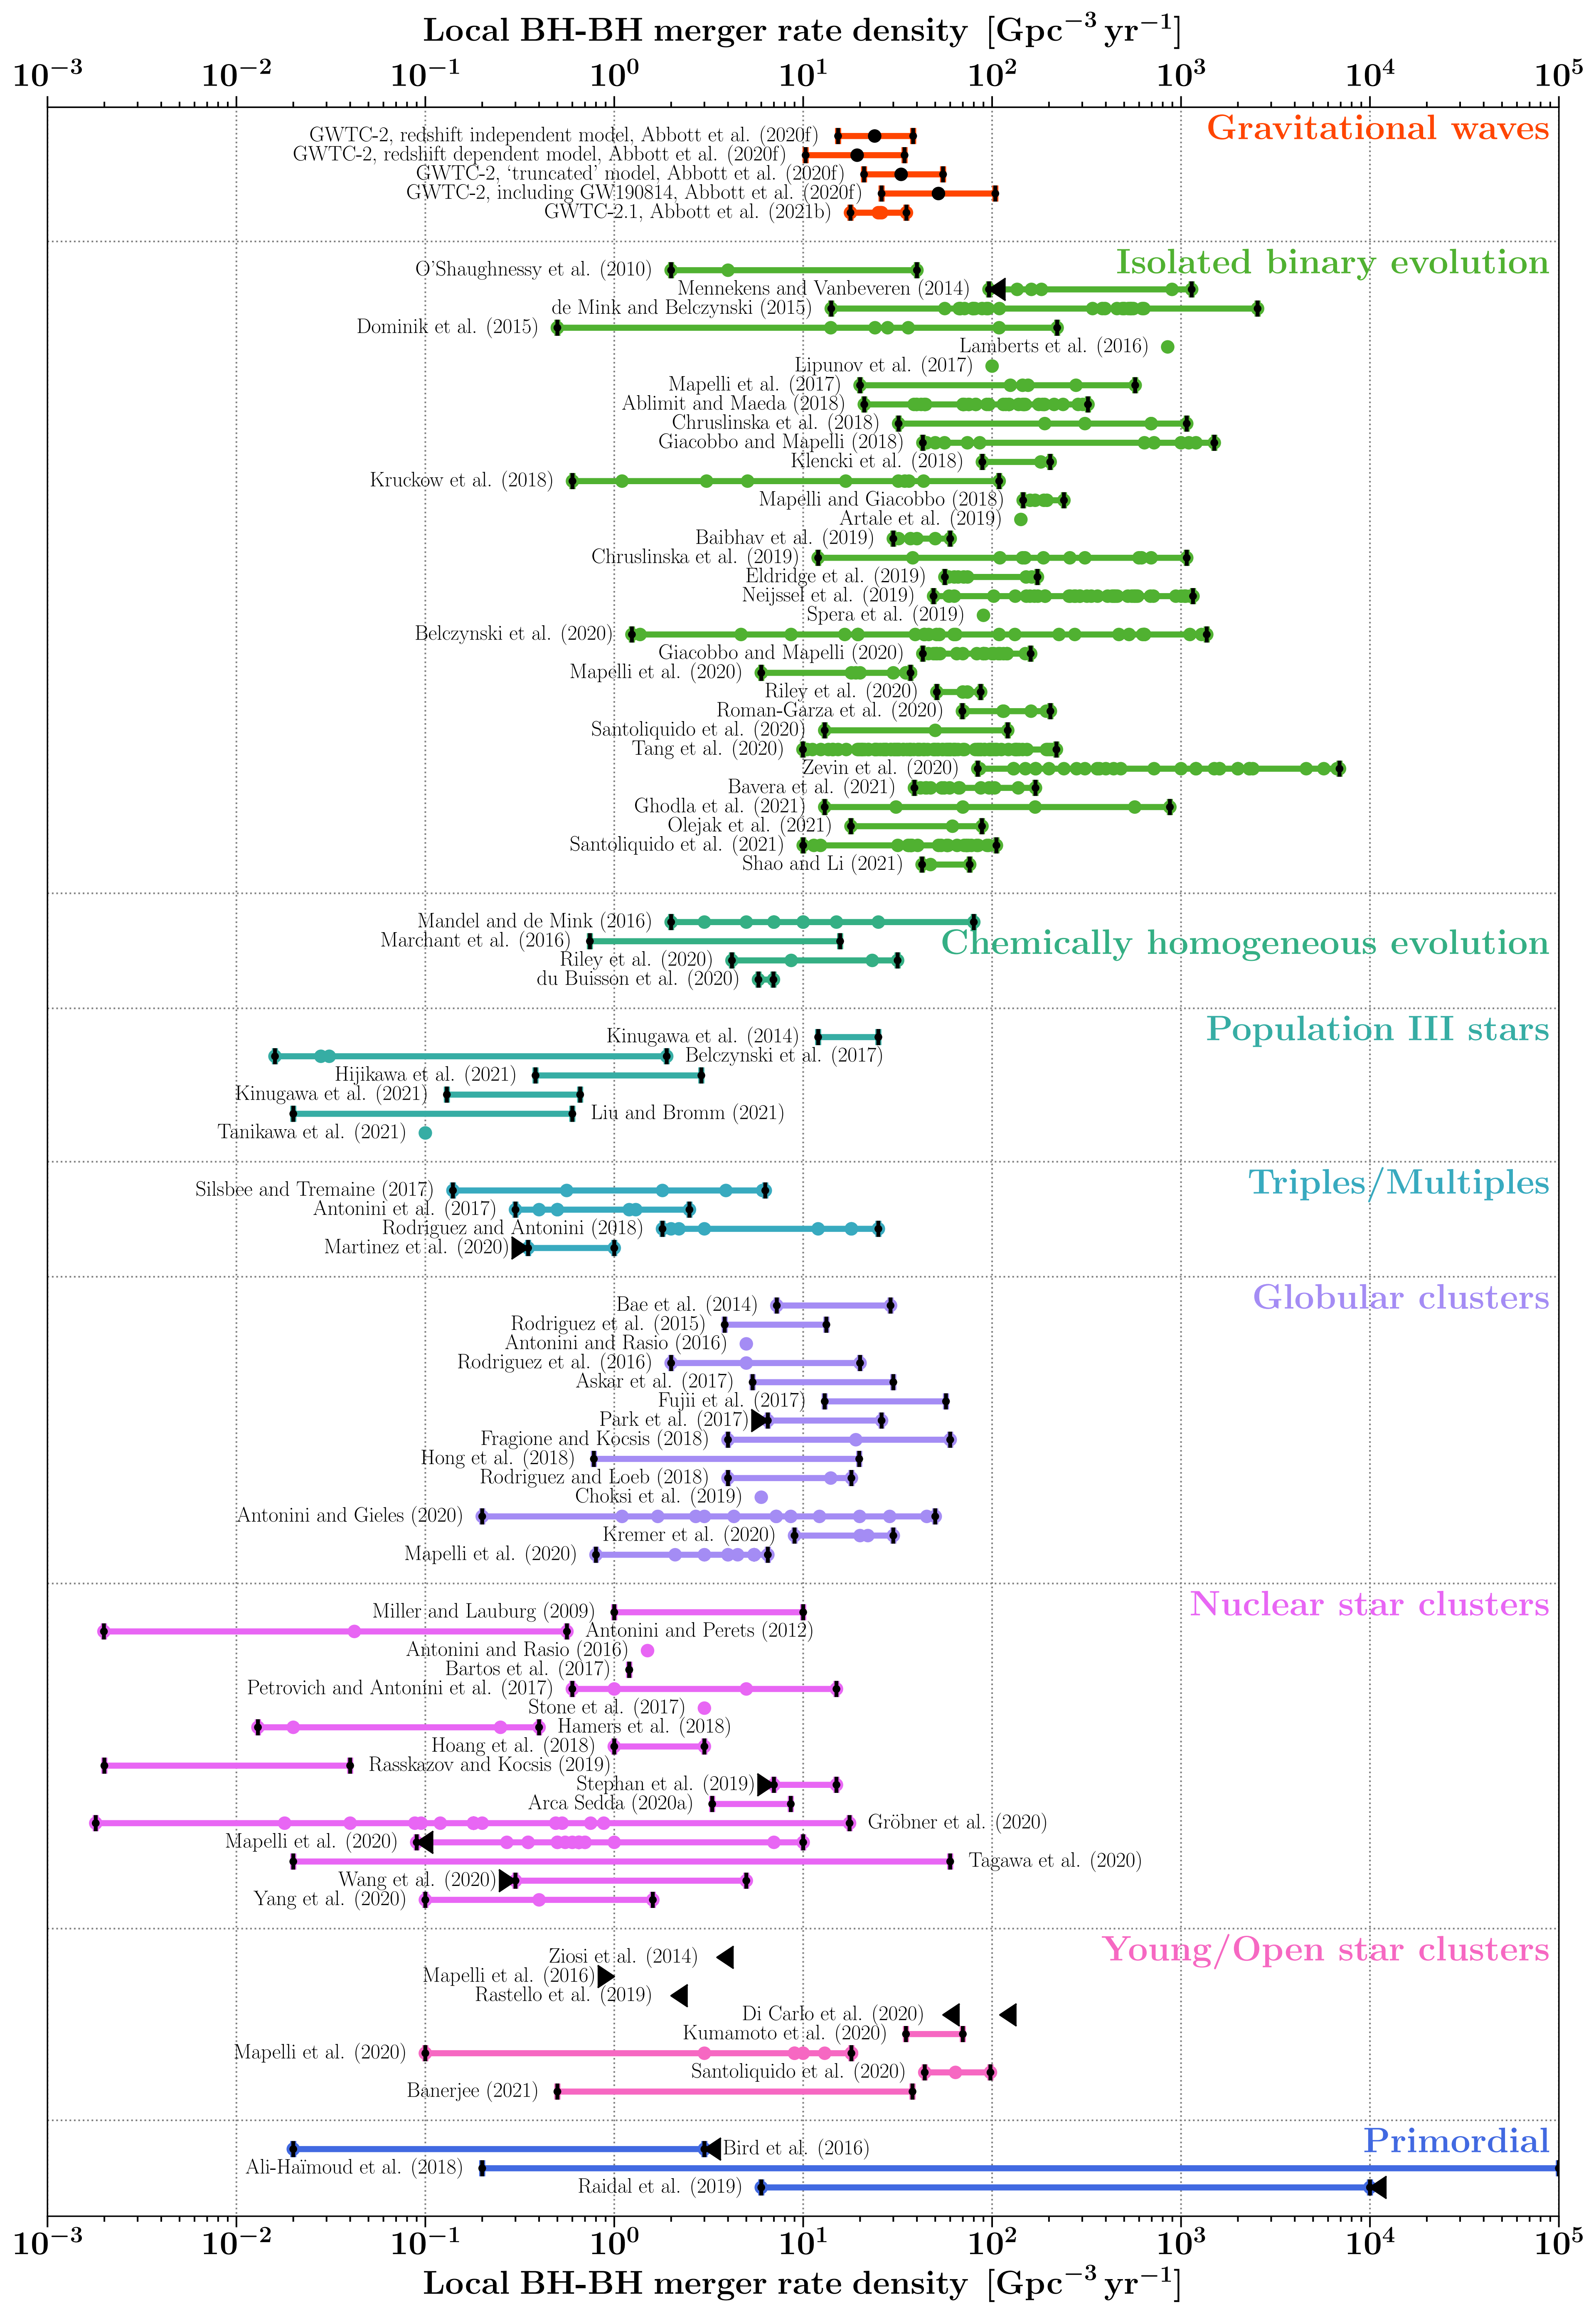 Local BH-BH merger rate density [Gpc⁻³ yr⁻¹]
10⁻³ 10⁻² 10⁻¹ 10⁰ 10¹ 10² 10³ 10⁴ 10⁵
Gravitational waves
GWTC-2, redshift independent model, Abbott et al. (2020f)
GWTC-2, redshift dependent model, Abbott et al. (2020f)
GWTC-2, ‘truncated’ model, Abbott et al. (2020f)
GWTC-2, including GW190814, Abbott et al. (2020f)
GWTC-2.1, Abbott et al. (2021b)
Isolated binary evolution
O'Shaughnessy et al. (2010)
Mennekens and Vanbeveren (2014)
de Mink and Belczynski (2015)
Dominik et al. (2015)
Lamberts et al. (2016)
Lipunov et al. (2017)
Mapelli et al. (2017)
Ablimit and Maeda (2018)
Chruslinska et al. (2018)
Giacobbo and Mapelli (2018)
Klencki et al. (2018)
Kruckow et al. (2018)
Mapelli and Giacobbo (2018)
Artale et al. (2019)
Baibhav et al. (2019)
Chruslinska et al. (2019)
Eldridge et al. (2019)
Neijssel et al. (2019)
Spera et al. (2019)
Belczynski et al. (2020)
Giacobbo and Mapelli (2020)
Mapelli et al. (2020)
Riley et al. (2020)
Roman-Garza et al. (2020)
Santoliquido et al. (2020)
Tang et al. (2020)
Zevin et al. (2020)
Bavera et al. (2021)
Ghodla et al. (2021)
Olejak et al. (2021)
Santoliquido et al. (2021)
Shao and Li (2021)
Chemically homogeneous evolution
Mandel and de Mink (2016)
Marchant et al. (2016)
Riley et al. (2020)
du Buisson et al. (2020)
Population III stars
Kinugawa et al. (2014)
Belczynski et al. (2017)
Hijikawa et al. (2021)
Kinugawa et al. (2021)
Liu and Bromm (2021)
Tanikawa et al. (2021)
Triples/Multiples
Silsbee and Tremaine (2017)
Antonini et al. (2017)
Rodriguez and Antonini (2018)
Martinez et al. (2020)
Globular clusters
Bae et al. (2014)
Rodriguez et al. (2015)
Antonini and Rasio (2016)
Rodriguez et al. (2016)
Askar et al. (2017)
Fujii et al. (2017)
Park et al. (2017)
Fragione and Kocsis (2018)
Hong et al. (2018)
Rodriguez and Loeb (2018)
Choksi et al. (2019)
Antonini and Gieles (2020)
Kremer et al. (2020)
Mapelli et al. (2020)
Nuclear star clusters
Miller and Lauburg (2009)
Antonini and Perets (2012)
Antonini and Rasio (2016)
Bartos et al. (2017)
Petrovich and Antonini et al. (2017)
Stone et al. (2017)
Hamers et al. (2018)
Hoang et al. (2018)
Rasskazov and Kocsis (2019)
Stephan et al. (2019)
Arca Sedda (2020a)
Gröbner et al. (2020)
Mapelli et al. (2020)
Tagawa et al. (2020)
Wang et al. (2020)
Yang et al. (2020)
Young/Open star clusters
Ziosi et al. (2014)
Mapelli et al. (2016)
Rastello et al. (2019)
Di Carlo et al. (2020)
Kumamoto et al. (2020)
Mapelli et al. (2020)
Santoliquido et al. (2020)
Banerjee (2021)
Primordial
Bird et al. (2016)
Ali-Haïmoud et al. (2018)
Raidal et al. (2019)
10⁻³ 10⁻² 10⁻¹ 10⁰ 10¹ 10² 10³ 10⁴ 10⁵
Local BH-BH merger rate density [Gpc⁻³ yr⁻¹]